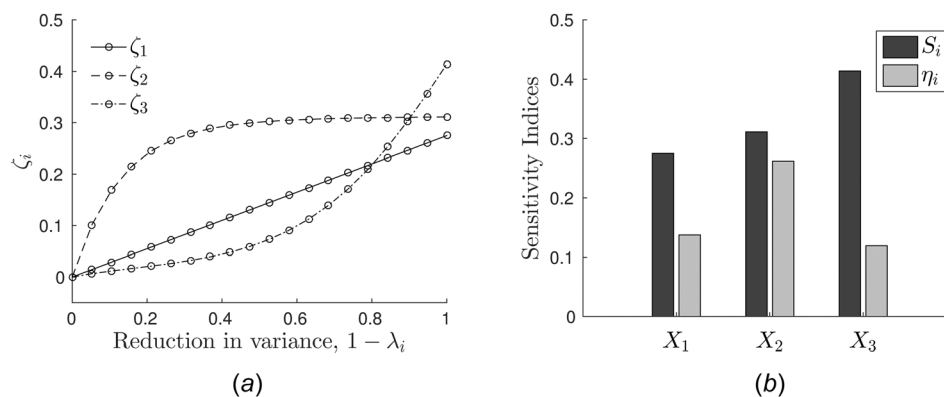 0.5
0.4
0.3
0.2
0.1
0
ζ₁
ζ₂
ζ₃
ζᵢ
0 0.2 0.4 0.6 0.8 1
Reduction in variance, 1 − λᵢ
(a)
0.5
0.4
0.3
0.2
0.1
0
Sensitivity Indices
Sᵢ
ηᵢ
X₁ X₂ X₃
(b)